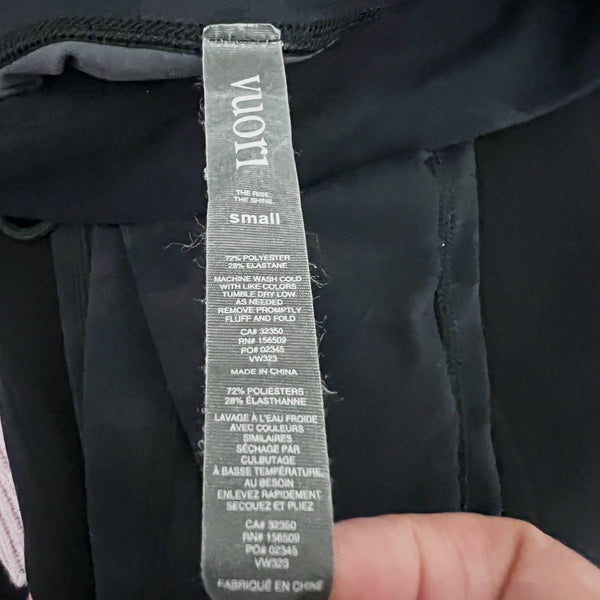 vuori
THE RISE.
THE SHINE.
small
72% POLYESTER
28% ELASTANE
MACHINE WASH COLD
WITH LIKE COLORS
TUMBLE DRY LOW
AS NEEDED
REMOVE PROMPTLY
FLUFF AND FOLD
CA# 32350
RN# 156509
PO# 02345
VW323
MADE IN CHINA
72% POLIESTERS
28% ÉLASTHANNE
LAVAGE À L'EAU FROIDE
AVEC COULEURS
SIMILAIRES
SÉCHAGE PAR
CULBUTAGE
À BASSE TEMPÉRATURE
AU BESOIN
ENLEVEZ RAPIDEMENT
SECOUEZ ET PLIEZ
CA# 32350
RN# 156509
PO# 02345
VW323
FABRIQUÉ EN CHINE